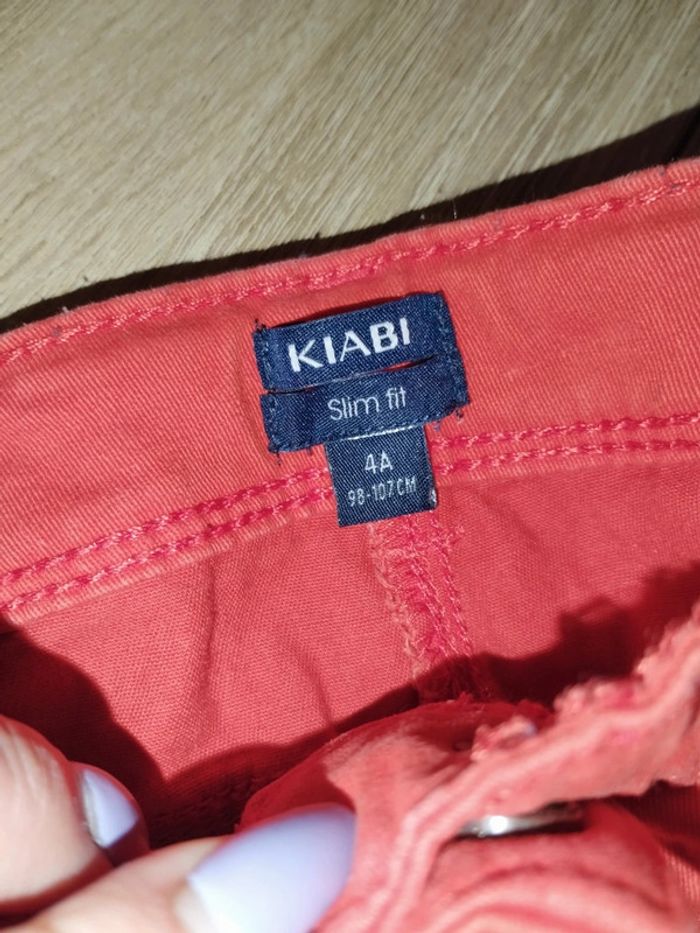 KIABI
Slim fit
4A
98-107CM